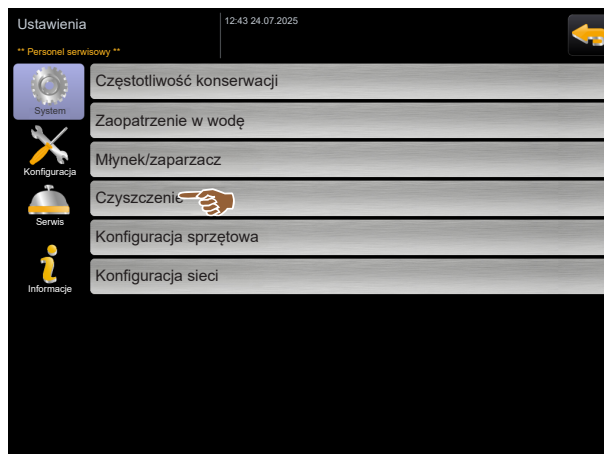 Ustawienia
12:43 24.07.2025
** Personel serwisowy **
System
Konfiguracja
Serwis
Informacje
Częstotliwość konserwacji
Zaopatrzenie w wodę
Młynek/zaparzacz
Czyszczenie
Konfiguracja sprzętowa
Konfiguracja sieci